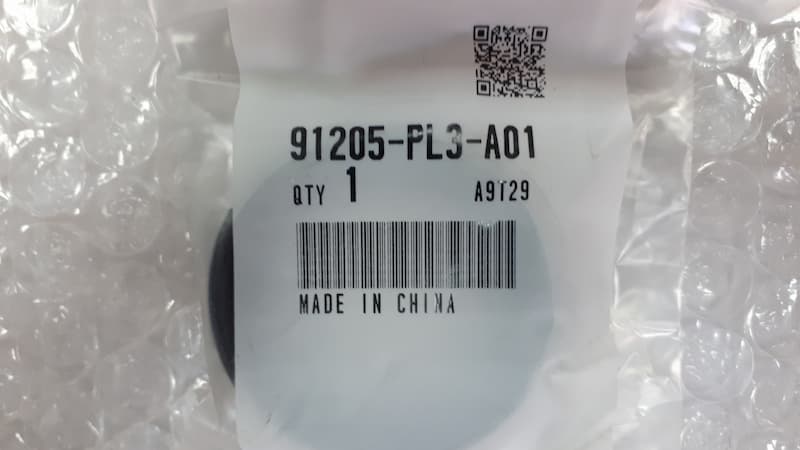 91205-PL3-A01
QTY 1 A9T29
MADE IN CHINA